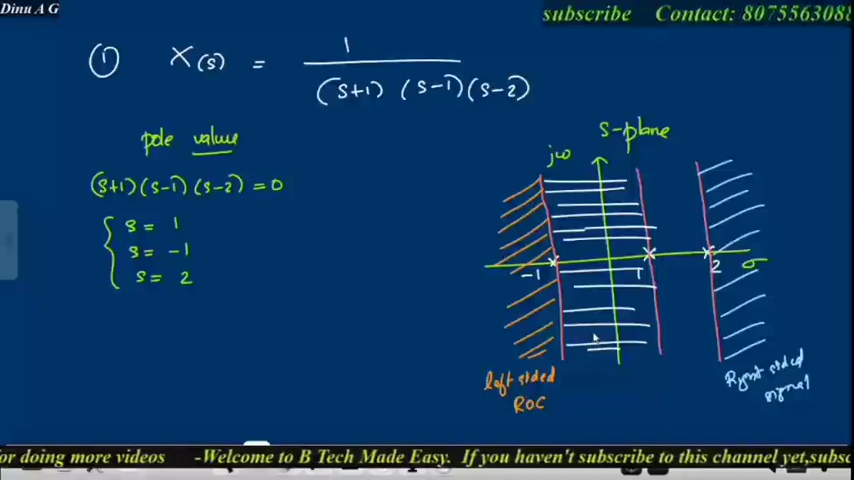 Dinu A G
subscribe Contact: 8075563088
① X(s) = 1 / (s+1) (s-1)(s-2)
pole value
(s+1)(s-1)(s-2) = 0
s = 1
s = -1
s = 2
s-plane
jω
-1 1 2 σ
left sided
ROC
Right sided
signal
for doing more videos -Welcome to B Tech Made Easy. If you haven't subscribe to this channel yet,subsc